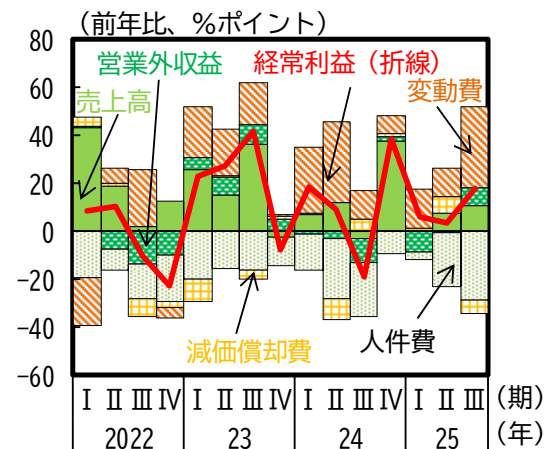 （前年比、％ポイント）
80
60
40
20
0
−20
−40
−60
営業外収益
経常利益（折線）
売上高
変動費
減価償却費
人件費
Ⅰ Ⅱ Ⅲ Ⅳ Ⅰ Ⅱ Ⅲ Ⅳ Ⅰ Ⅱ Ⅲ Ⅳ Ⅰ Ⅱ Ⅲ （期）
2022 23 24 25 （年）